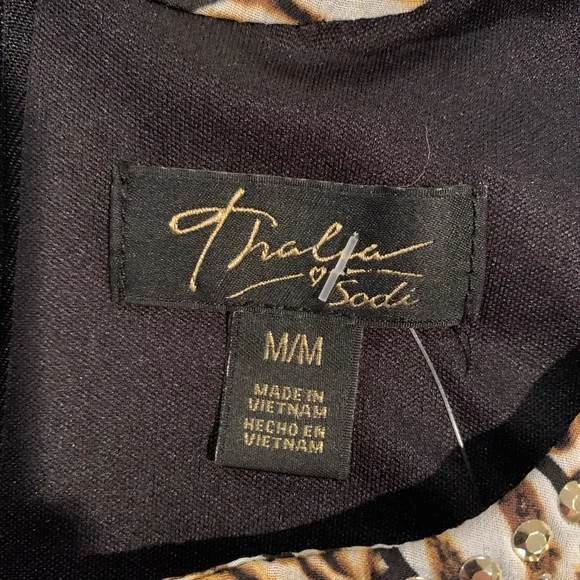 Thalia
Sodi
M/M
MADE IN
VIETNAM
HECHO EN
VIETNAM